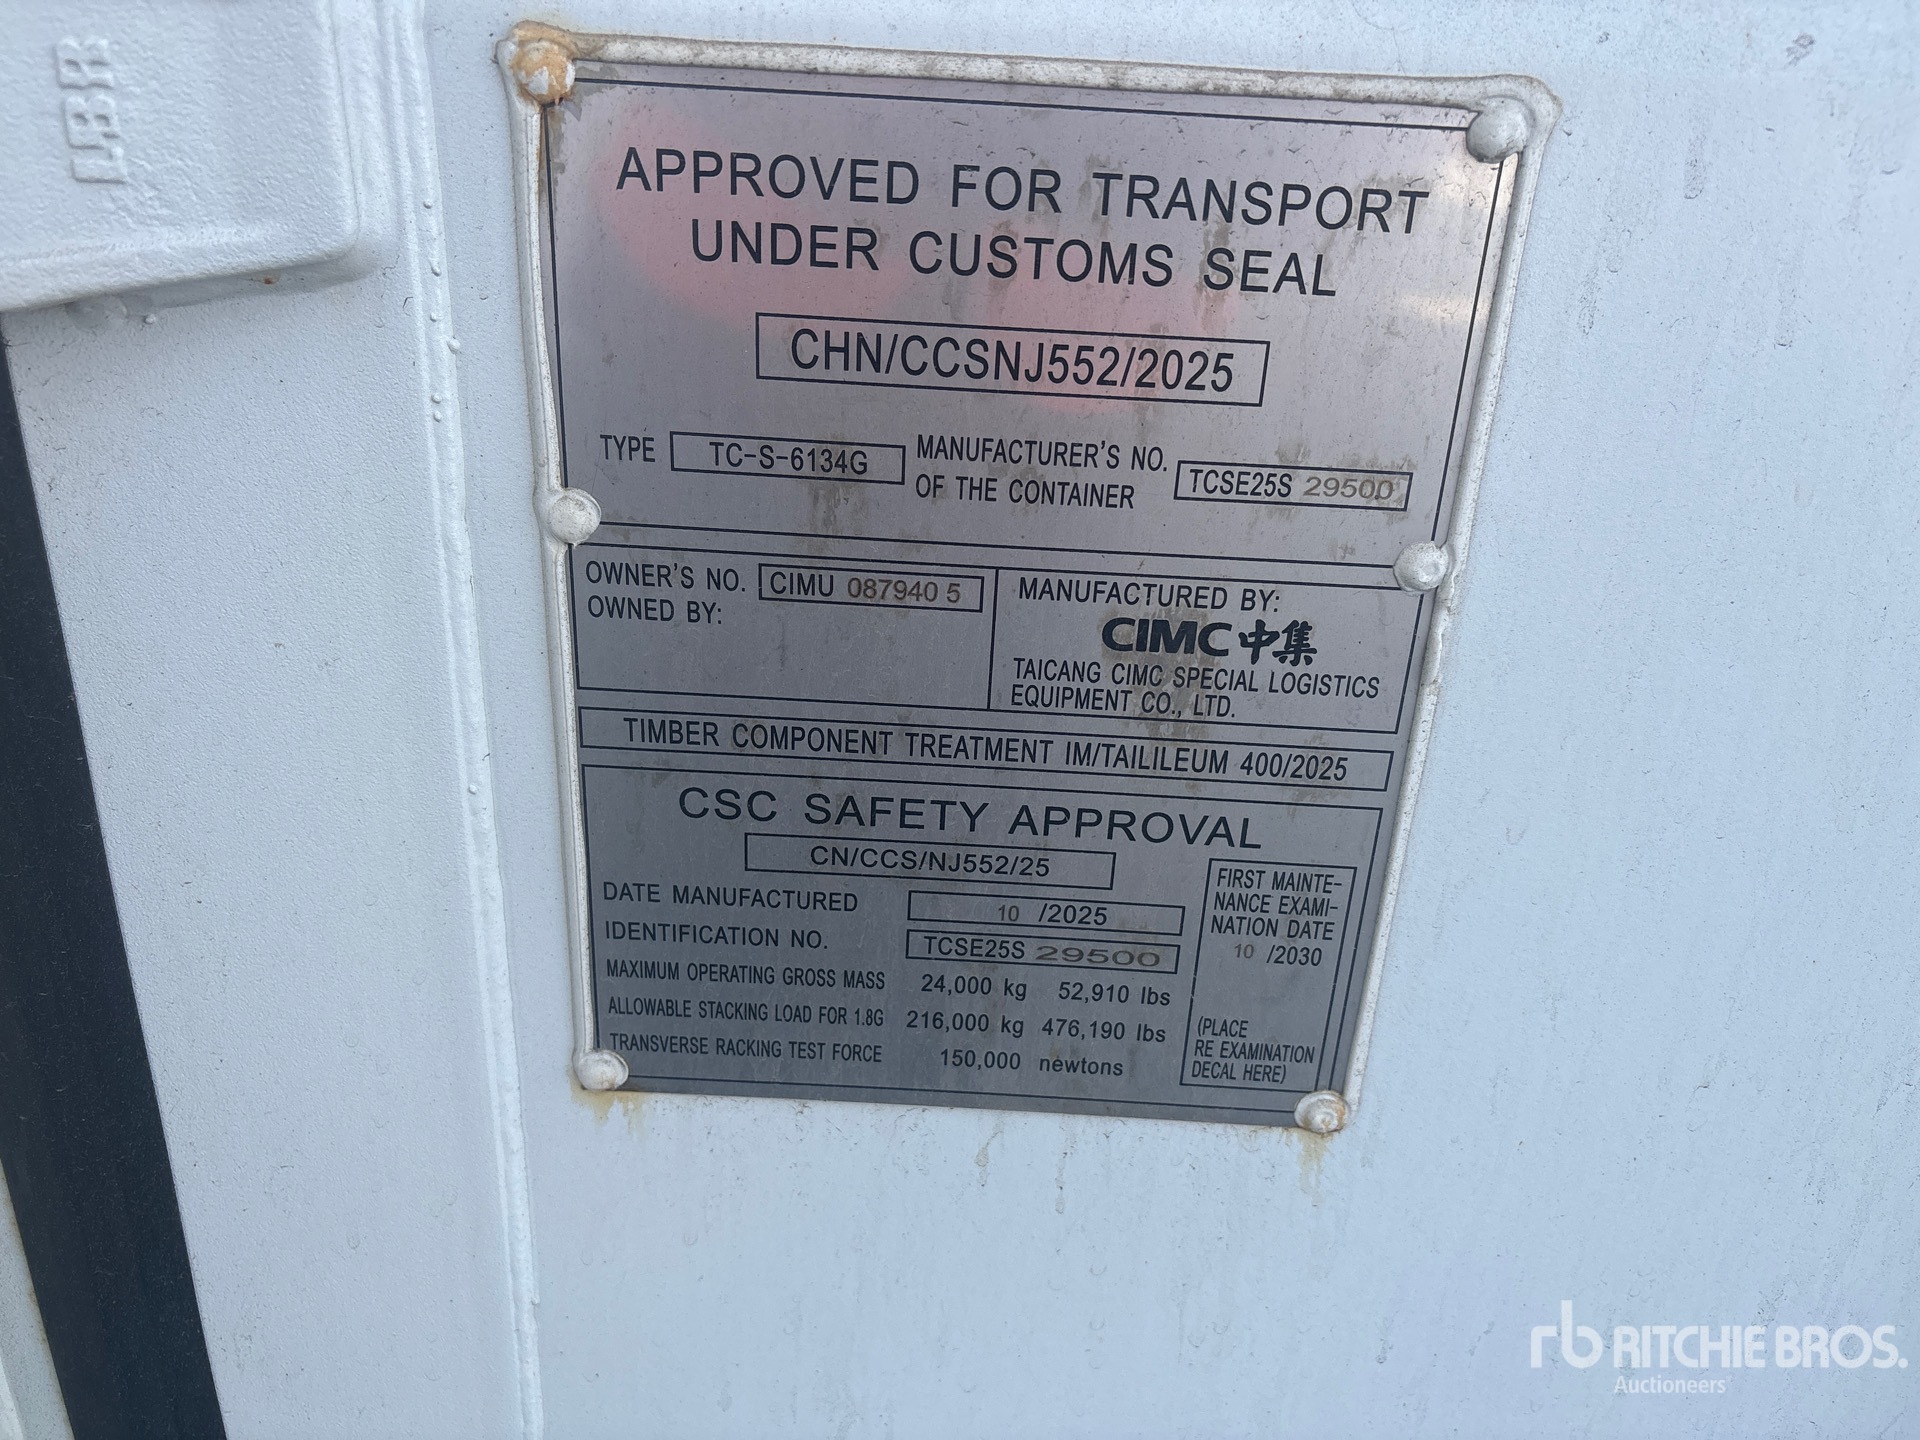 LBR
APPROVED FOR TRANSPORT
UNDER CUSTOMS SEAL
CHN/CCSNJ552/2025
TYPE TC-S-6134G
MANUFACTURER'S NO.
OF THE CONTAINER
TCSE25S 29500
OWNER'S NO. CIMU 087940 5
OWNED BY:
MANUFACTURED BY:
CIMC 中集
TAICANG CIMC SPECIAL LOGISTICS
EQUIPMENT CO., LTD.
TIMBER COMPONENT TREATMENT IM/TAILILEUM 400/2025
CSC SAFETY APPROVAL
CN/CCS/NJ552/25
DATE MANUFACTURED 10 /2025
IDENTIFICATION NO. TCSE25S 29500
MAXIMUM OPERATING GROSS MASS 24,000 kg 52,910 lbs
ALLOWABLE STACKING LOAD FOR 1.8G 216,000 kg 476,190 lbs
TRANSVERSE RACKING TEST FORCE 150,000 newtons
FIRST MAINTE-
NANCE EXAMI-
NATION DATE
10 /2030
(PLACE
RE EXAMINATION
DECAL HERE)
rb RITCHIE BROS.
Auctioneers